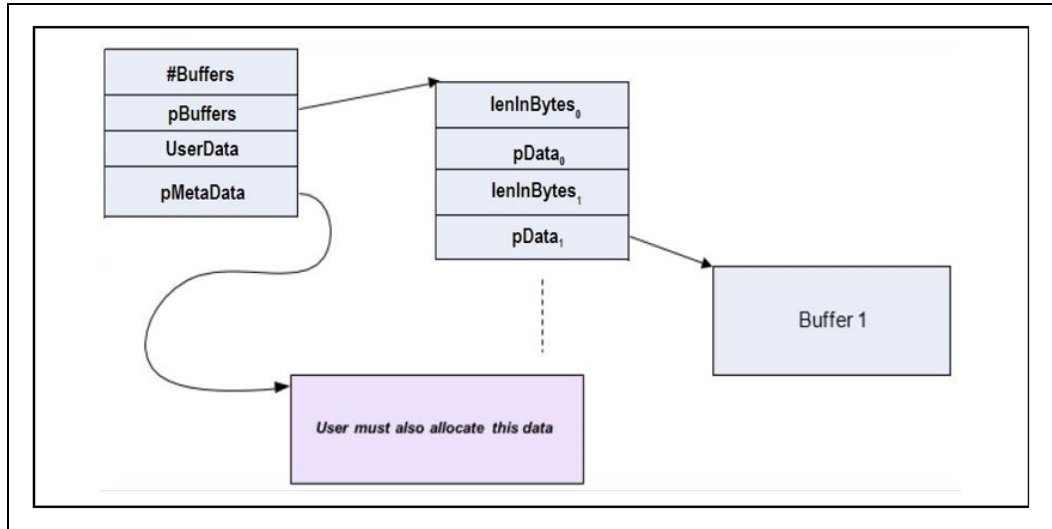 #Buffers
pBuffers
UserData
pMetaData
lenInBytes₀
pData₀
lenInBytes₁
pData₁
Buffer 1
User must also allocate this data